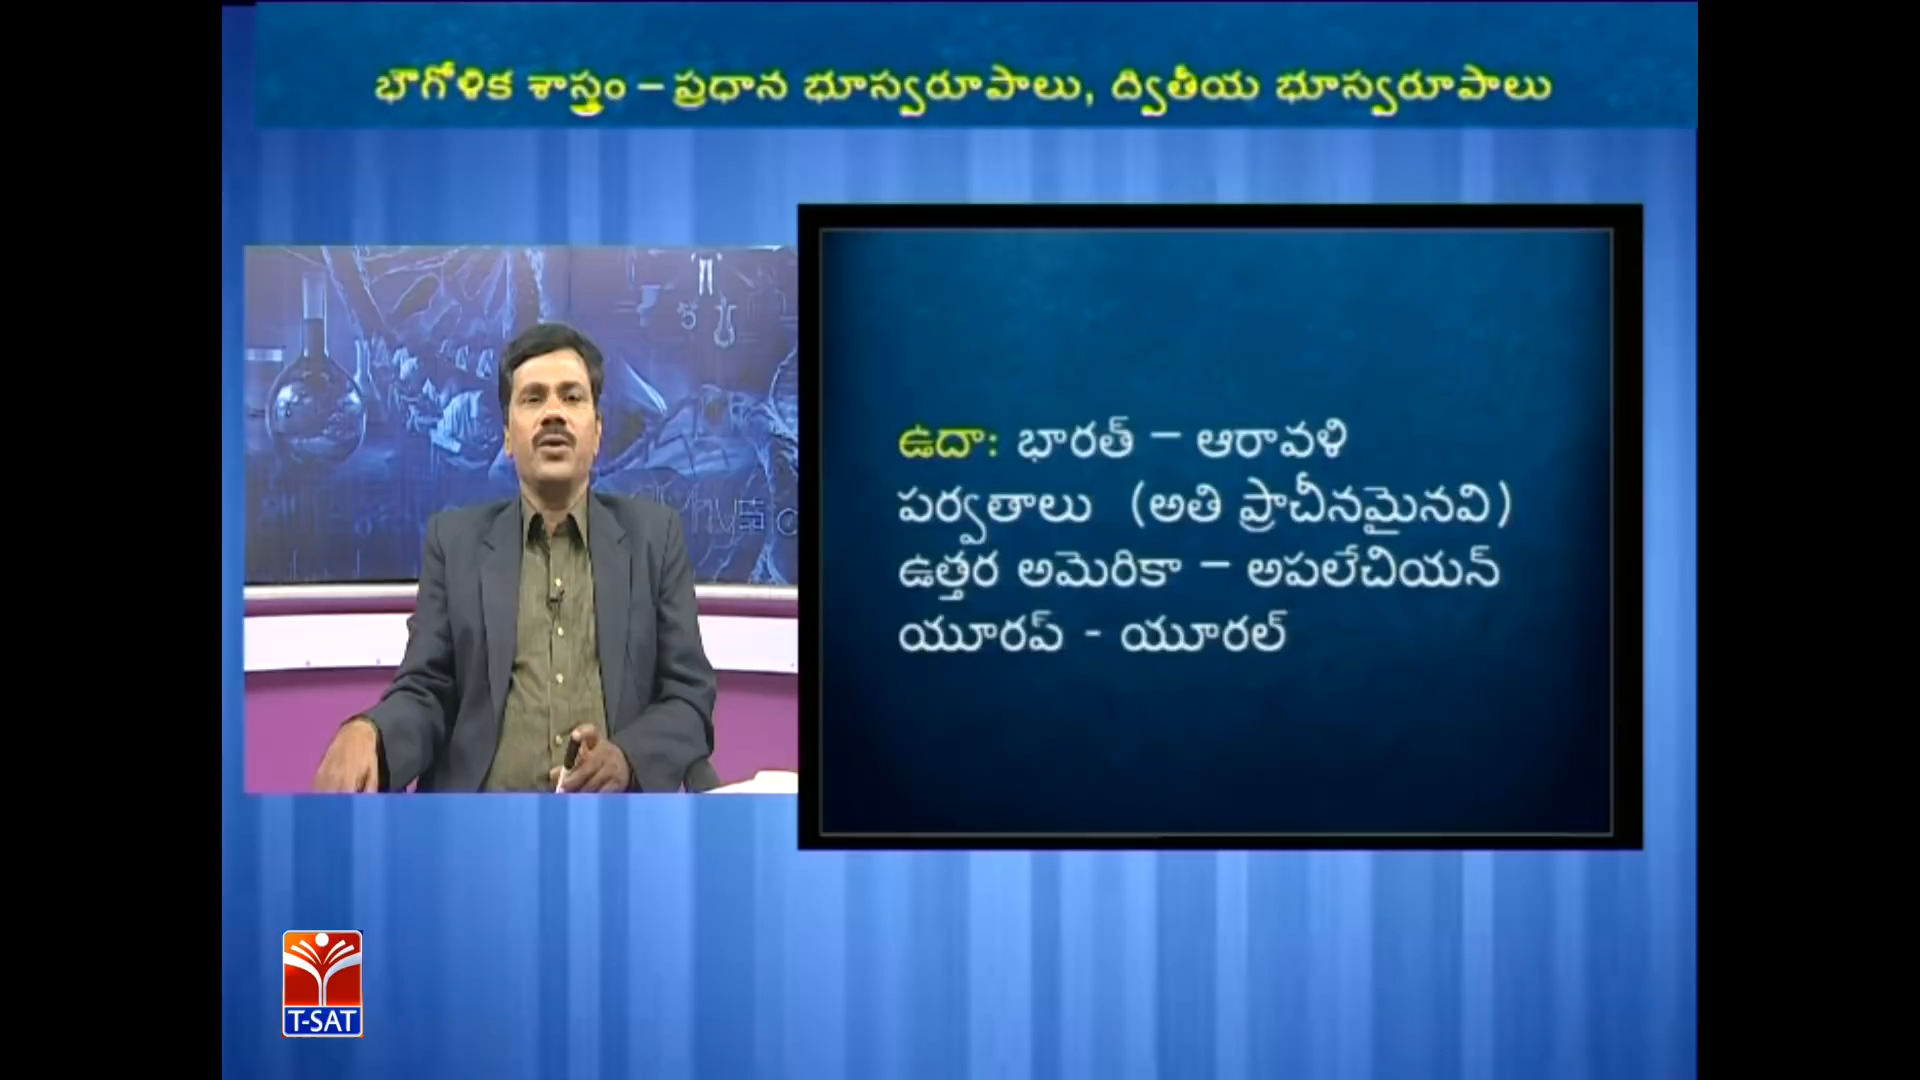 భౌగోళిక శాస్త్రం – ప్రధాన భూస్వరూపాలు, ద్వితీయ భూస్వరూపాలు
ఉదా: భారత్ – ఆరావళి
పర్వతాలు (అతి ప్రాచీనమైనవి)
ఉత్తర అమెరికా – అపలేచియన్
యూరప్ - యూరల్
T-SAT